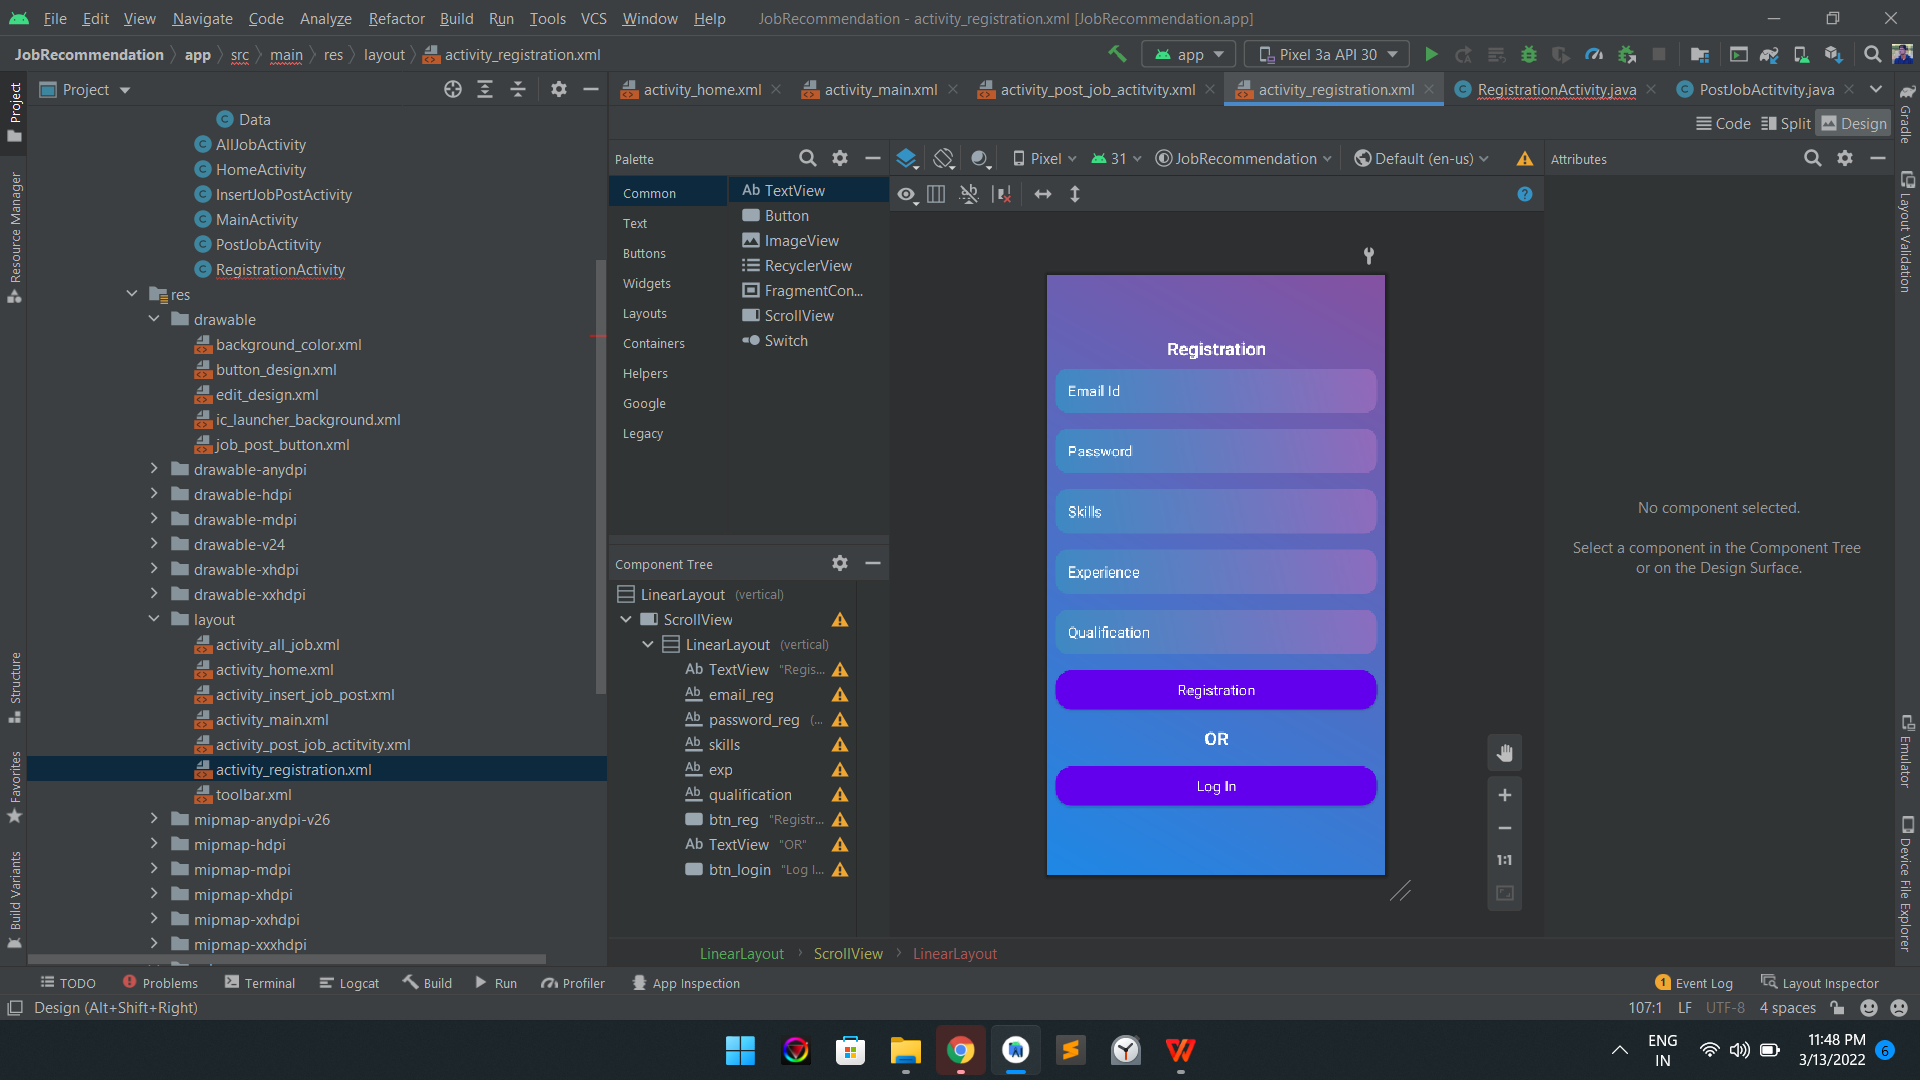 File Edit View Navigate Code Analyze Refactor Build Run Tools VCS Window Help JobRecommendation - activity_registration.xml [JobRecommendation.app]
JobRecommendation app src main res layout activity_registration.xml app Pixel 3a API 30
Project
activity_home.xml activity_main.xml activity_post_job_actitvity.xml activity_registration.xml RegistrationActivity.java PostJobActitvity.java
Code Split Design
Project
Resource Manager
Structure
Favorites
Build Variants
Data
AllJobActivity
HomeActivity
InsertJobPostActivity
MainActivity
PostJobActitvity
RegistrationActivity
res
drawable
background_color.xml
button_design.xml
edit_design.xml
ic_launcher_background.xml
job_post_button.xml
drawable-anydpi
drawable-hdpi
drawable-mdpi
drawable-v24
drawable-xhdpi
drawable-xxhdpi
layout
activity_all_job.xml
activity_home.xml
activity_insert_job_post.xml
activity_main.xml
activity_post_job_actitvity.xml
activity_registration.xml
toolbar.xml
mipmap-anydpi-v26
mipmap-hdpi
mipmap-mdpi
mipmap-xhdpi
mipmap-xxhdpi
mipmap-xxxhdpi
Palette
Common
Text
Buttons
Widgets
Layouts
Containers
Helpers
Google
Legacy
Ab TextView
Button
ImageView
RecyclerView
FragmentCon...
ScrollView
Switch
Component Tree
LinearLayout (vertical)
ScrollView
LinearLayout (vertical)
Ab TextView "Regis...
Ab email_reg
Ab password_reg (...
Ab skills
Ab exp
Ab qualification
btn_reg "Registr...
Ab TextView "OR"
btn_login "Log I...
Pixel 31 JobRecommendation Default (en-us)
Registration
Email Id
Password
Skills
Experience
Qualification
Registration
OR
Log In
1:1
Attributes
No component selected.
Select a component in the Component Tree
or on the Design Surface.
Gradle
Layout Validation
Emulator
Device File Explorer
LinearLayout ScrollView LinearLayout
TODO Problems Terminal Logcat Build Run Profiler App Inspection 1 Event Log Layout Inspector
Design (Alt+Shift+Right) 107:1 LF UTF-8 4 spaces
ENG
IN
11:48 PM
3/13/2022
6